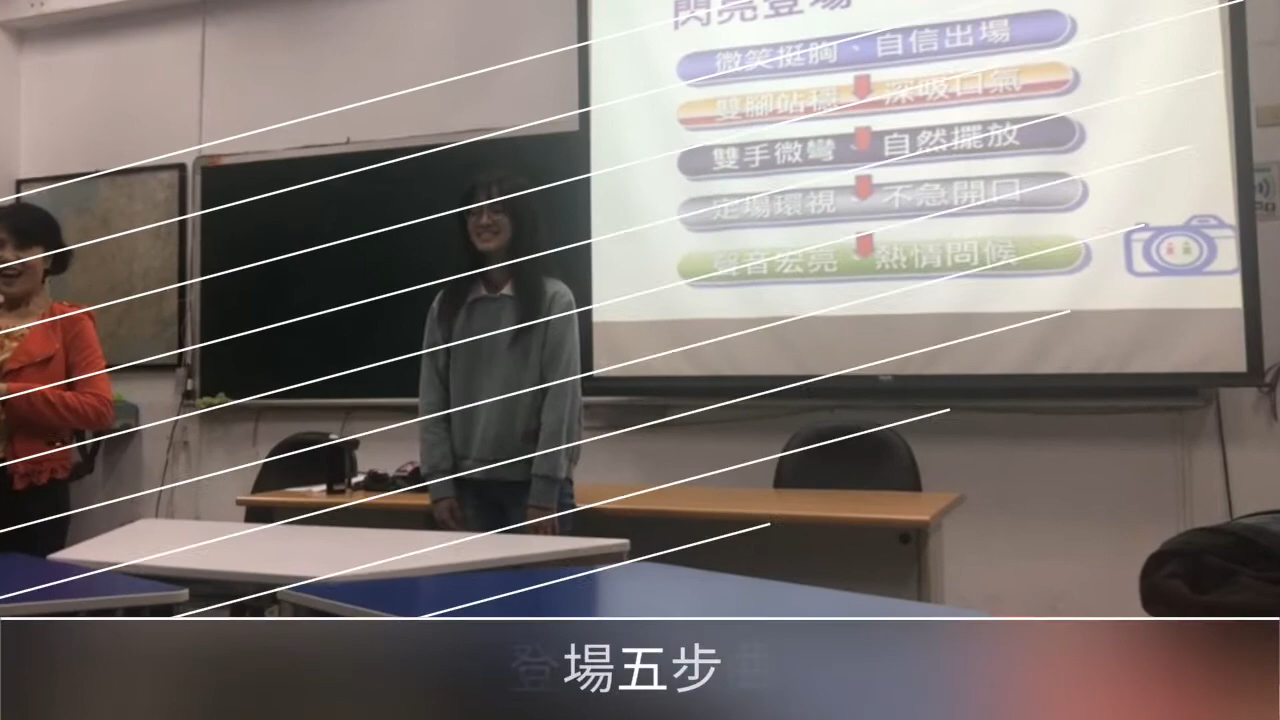 閃亮登場
微笑挺胸、自信出場
雙腳站穩、深吸口氣
雙手微彎、自然擺放
定場環視、不急開口
聲音宏亮、熱情問候
登場五步